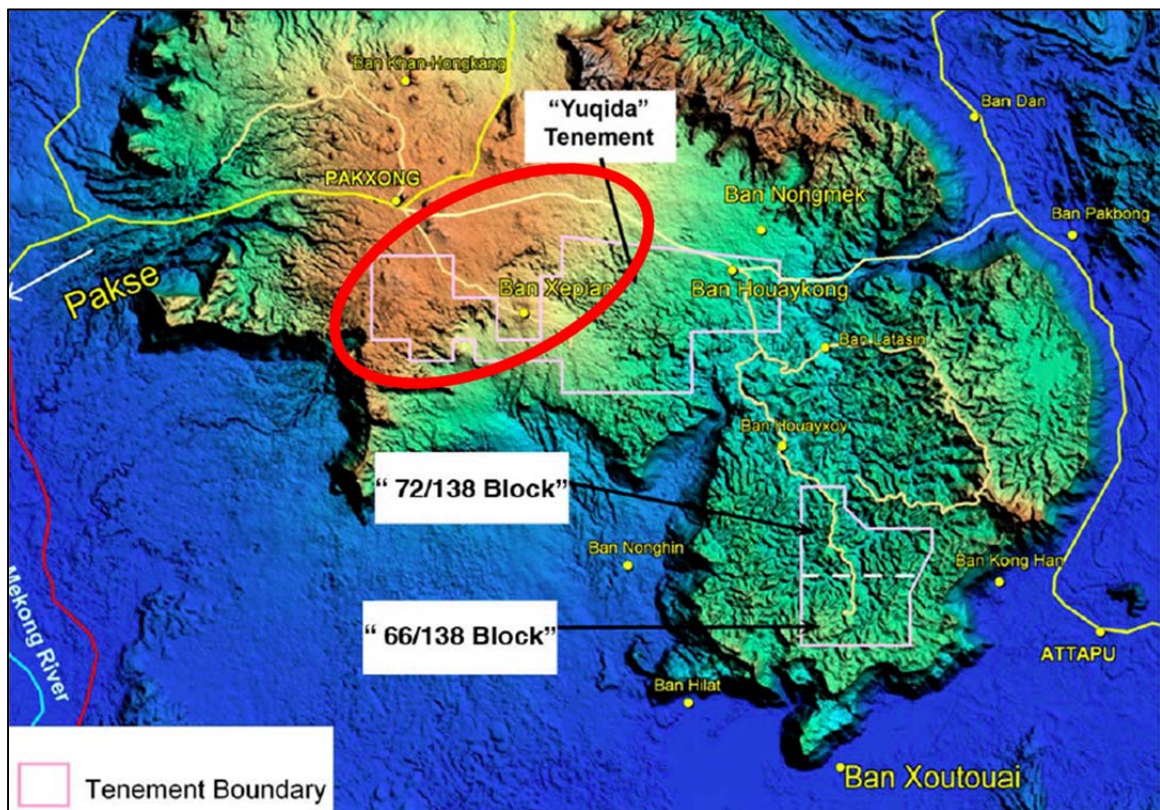 Ban Khan-Hongkang
"Yuqida"
Tenement
Ban Dan
PAKXONG
Ban Nongmek
Ban Pakbong
Pakse
Ban Xepian
Ban Houaykong
Ban Latasin
Ban Houayxoy
" 72/138 Block"
Ban Nonghin
Ban Kong Han
Mekong River
" 66/138 Block"
ATTAPU
Ban Hilat
Ban Xoutouai
Tenement Boundary